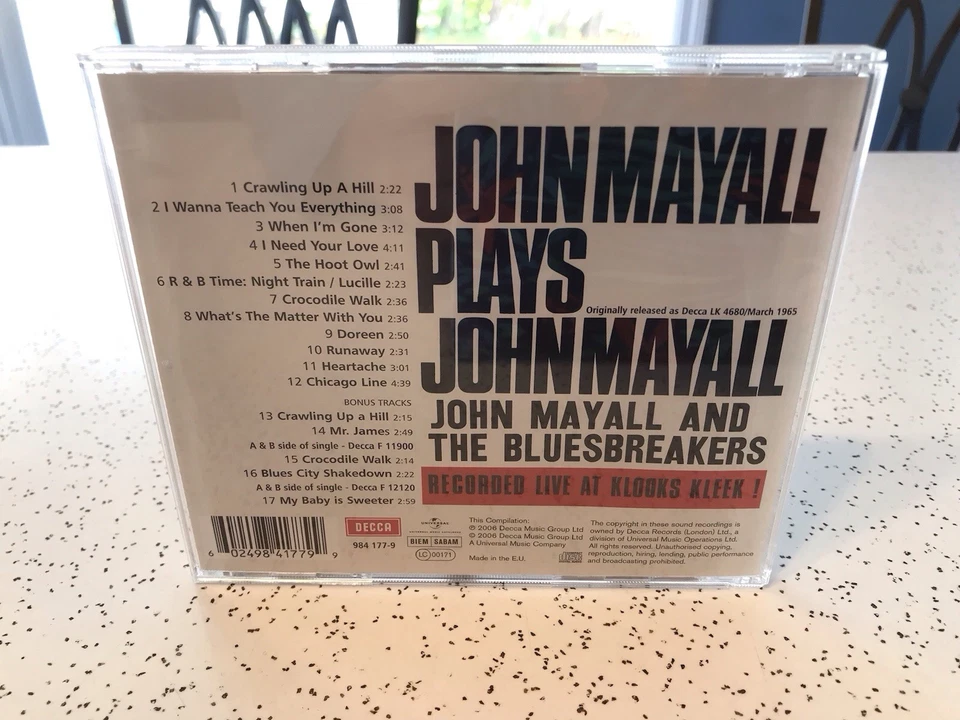 1 Crawling Up A Hill 2:22
2 I Wanna Teach You Everything 3:08
3 When I'm Gone 3:12
4 I Need Your Love 4:11
5 The Hoot Owl 2:41
6 R & B Time: Night Train / Lucille 2:23
7 Crocodile Walk 2:36
8 What's The Matter With You 2:36
9 Doreen 2:50
10 Runaway 2:31
11 Heartache 3:01
12 Chicago Line 4:39
BONUS TRACKS
13 Crawling Up a Hill 2:15
14 Mr. James 2:49
A & B side of single - Decca F 11900
15 Crocodile Walk 2:14
16 Blues City Shakedown 2:22
A & B side of single - Decca F 12120
17 My Baby is Sweeter 2:59
JOHN MAYALL
PLAYS
Originally released as Decca LK 4680/March 1965
JOHN MAYALL
JOHN MAYALL AND
THE BLUESBREAKERS
RECORDED LIVE AT KLOOKS KLEEK !
6 02498 41779 9
DECCA
984 177-9
UNIVERSAL
BIEM SABAM
LC 00171
This Compilation:
℗ 2006 Decca Music Group Ltd
© 2006 Decca Music Group Ltd
A Universal Music Company
Made in the E.U.
The copyright in these sound recordings is
owned by Decca Records (London) Ltd., a
division of Universal Music Operations Ltd.
All rights reserved. Unauthorised copying,
reproduction, hiring, lending, public performance
and broadcasting prohibited.